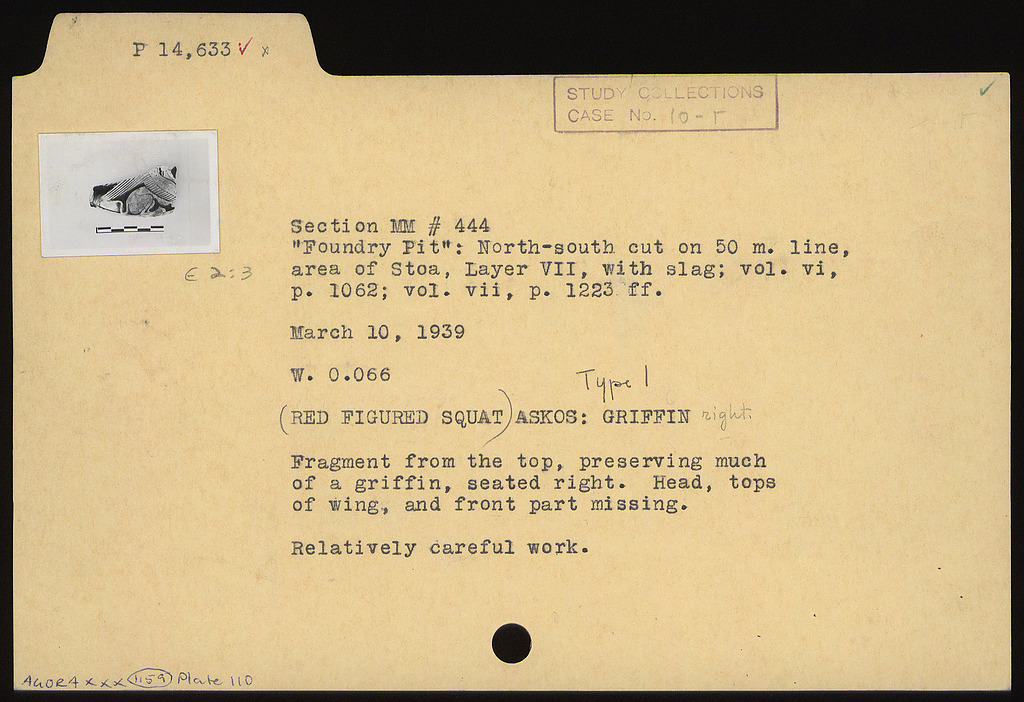 P 14,633 ✓ x
STUDY COLLECTIONS
CASE No. 10-r
Section MM # 444
"Foundry Pit": North-south cut on 50 m. line,
area of Stoa, Layer VII, with slag; vol. vi,
p. 1062; vol. vii, p. 1223 ff.
E 2:3
March 10, 1939
W. 0.066
Type 1
(RED FIGURED SQUAT) ASKOS: GRIFFIN right.
Fragment from the top, preserving much
of a griffin, seated right. Head, tops
of wing, and front part missing.
Relatively careful work.
AGORA xxx 1159 Plate 110